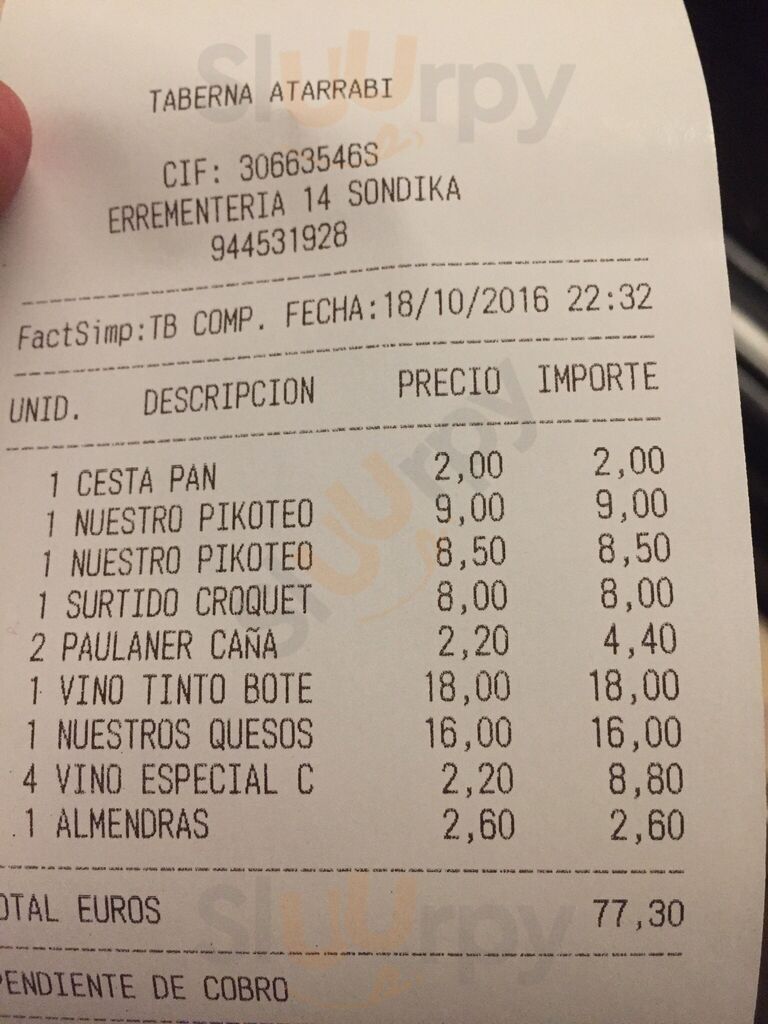 TABERNA ATARRABI
CIF: 30663546S
ERREMENTERIA 14 SONDIKA
944531928
FactSimp:TB COMP. FECHA:18/10/2016 22:32
UNID. DESCRIPCION PRECIO IMPORTE
1 CESTA PAN 2,00 2,00
1 NUESTRO PIKOTEO 9,00 9,00
1 NUESTRO PIKOTEO 8,50 8,50
1 SURTIDO CROQUET 8,00 8,00
2 PAULANER CAÑA 2,20 4,40
1 VINO TINTO BOTE 18,00 18,00
1 NUESTROS QUESOS 16,00 16,00
4 VINO ESPECIAL C 2,20 8,80
1 ALMENDRAS 2,60 2,60
OTAL EUROS 77,30
PENDIENTE DE COBRO
Sluurpy
Sluurpy
Sluurpy